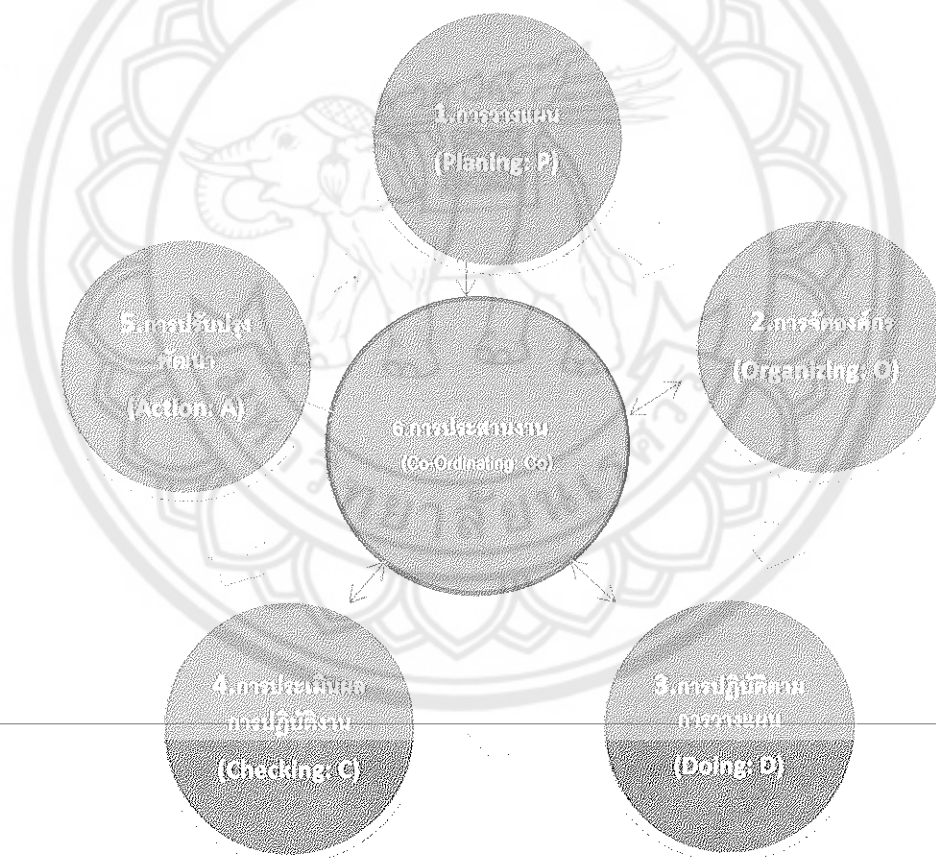 1.การวางแผน
(Planing: P)
2.การจัดองค์กร
(Organizing: O)
3.การปฏิบัติตาม
การวางแผน
(Doing: D)
4.การประเมินผล
การปฏิบัติงาน
(Checking: C)
5.การปรับปรุง
พัฒนา
(Action: A)
6.การประสานงาน
(Co-Ordinating: Co)